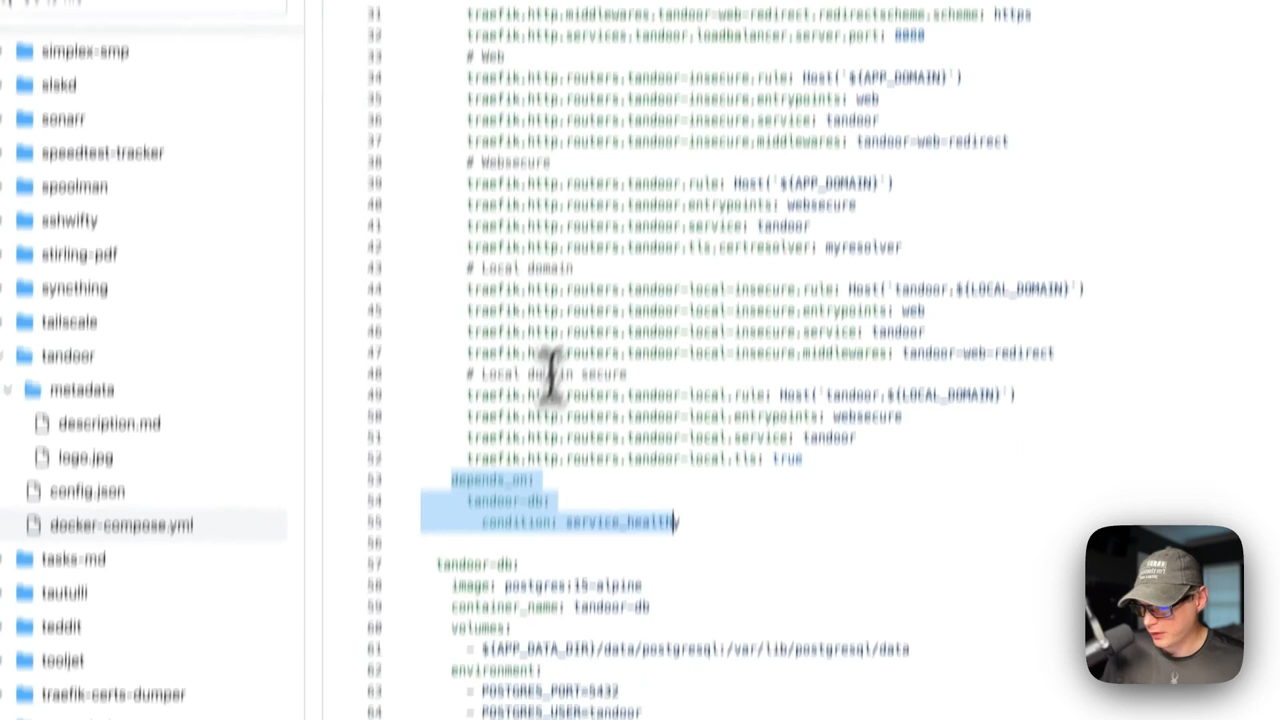 simplex-smp
slskd
sonarr
speedtest-tracker
spoolman
sshwifty
stirling-pdf
syncthing
tailscale
tandoor
metadata
description.md
logo.jpg
config.json
docker-compose.yml
tasks-md
tautulli
teddit
tooljet
traefik-certs-dumper
31 traefik.http.middlewares.tandoor-web-redirect.redirectscheme.scheme: https
32 traefik.http.services.tandoor.loadbalancer.server.port: 8080
33 # Web
34 traefik.http.routers.tandoor-insecure.rule: Host(`${APP_DOMAIN}`)
35 traefik.http.routers.tandoor-insecure.entrypoints: web
36 traefik.http.routers.tandoor-insecure.service: tandoor
37 traefik.http.routers.tandoor-insecure.middlewares: tandoor-web-redirect
38 # Websecure
39 traefik.http.routers.tandoor.rule: Host(`${APP_DOMAIN}`)
40 traefik.http.routers.tandoor.entrypoints: websecure
41 traefik.http.routers.tandoor.service: tandoor
42 traefik.http.routers.tandoor.tls.certresolver: myresolver
43 # Local domain
44 traefik.http.routers.tandoor-local-insecure.rule: Host(`tandoor.${LOCAL_DOMAIN}`)
45 traefik.http.routers.tandoor-local-insecure.entrypoints: web
46 traefik.http.routers.tandoor-local-insecure.service: tandoor
47 traefik.http.routers.tandoor-local-insecure.middlewares: tandoor-web-redirect
48 # Local domain secure
49 traefik.http.routers.tandoor-local.rule: Host(`tandoor.${LOCAL_DOMAIN}`)
50 traefik.http.routers.tandoor-local.entrypoints: websecure
51 traefik.http.routers.tandoor-local.service: tandoor
52 traefik.http.routers.tandoor-local.tls: true
53 depends_on:
54 tandoor-db:
55 condition: service_healthy
56
57 tandoor-db:
58 image: postgres:15-alpine
59 container_name: tandoor-db
60 volumes:
61 - ${APP_DATA_DIR}/data/postgresql:/var/lib/postgresql/data
62 environment:
63 - POSTGRES_PORT=5432
64 - POSTGRES_USER=tandoor